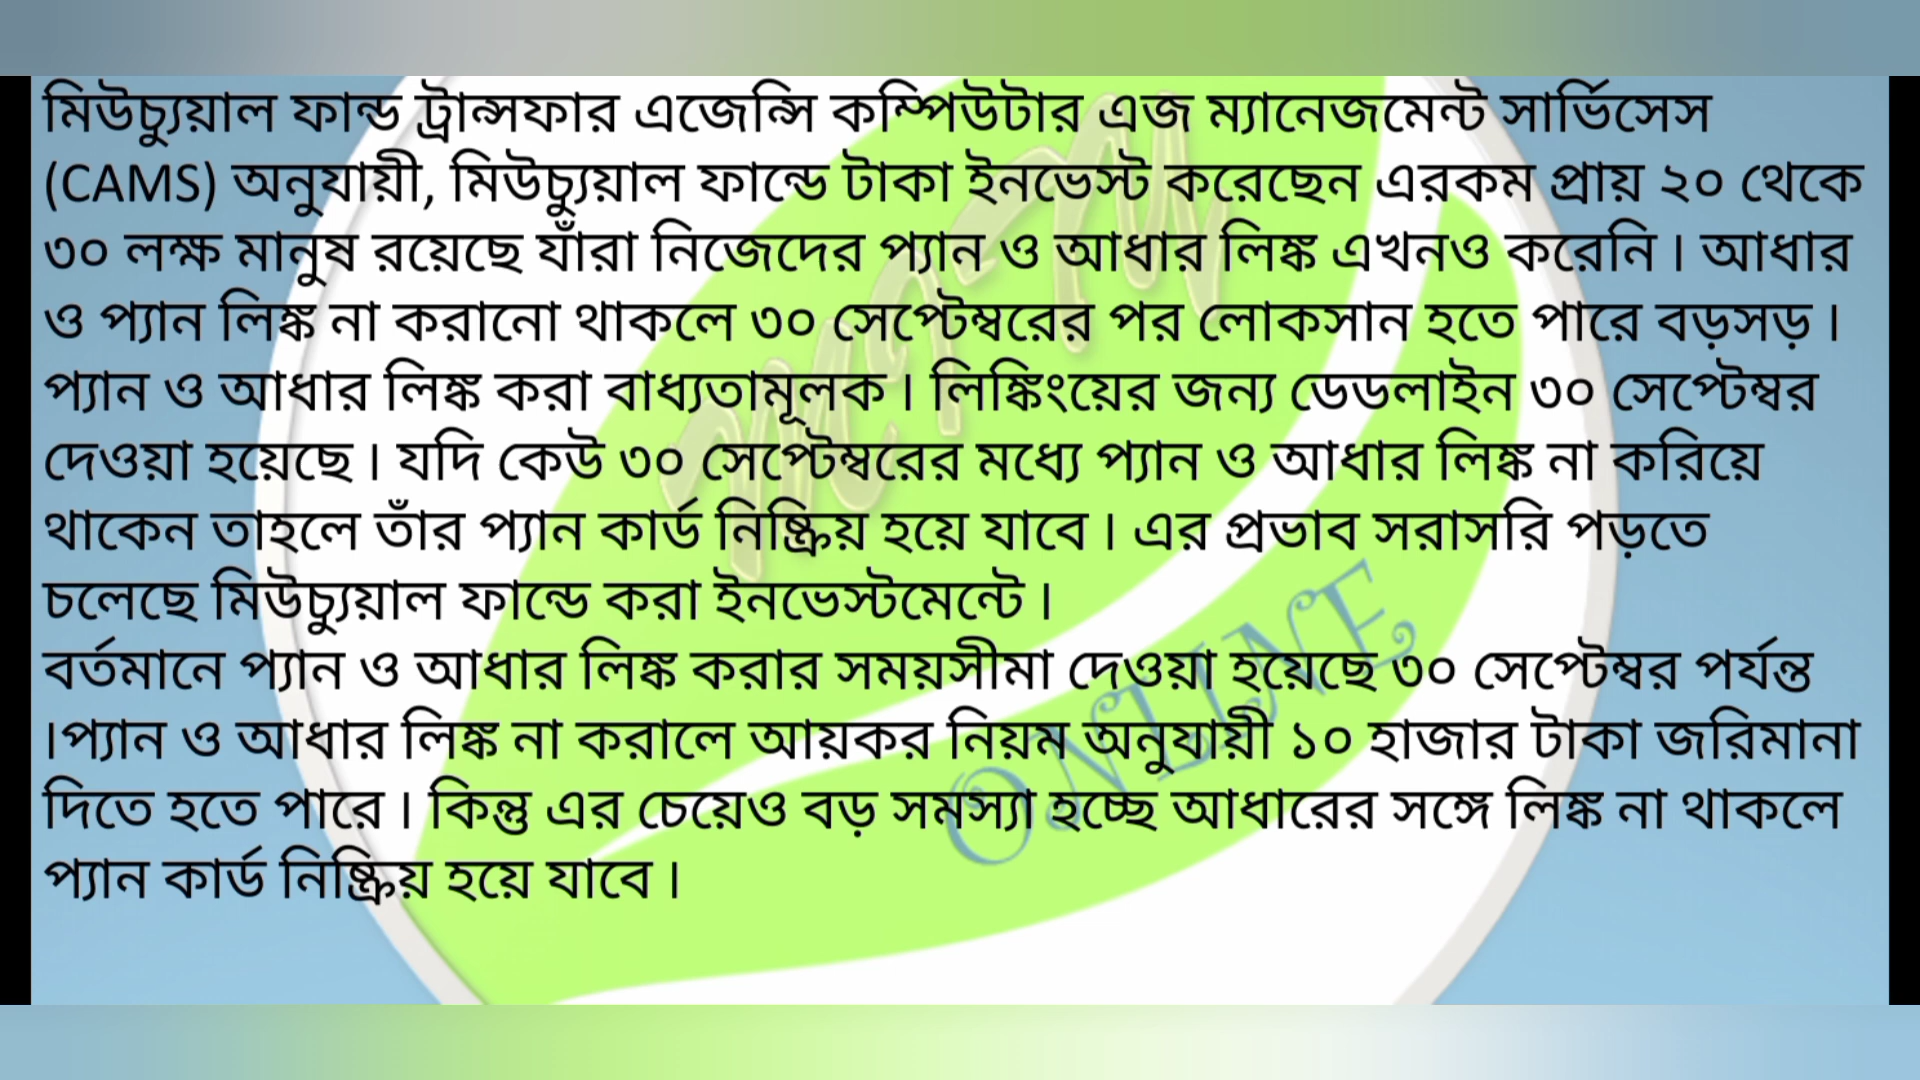 মিউচ্যুয়াল ফান্ড ট্রান্সফার এজেন্সি কম্পিউটার এজ ম্যানেজমেন্ট সার্ভিসেস
(CAMS) অনুযায়ী, মিউচ্যুয়াল ফান্ডে টাকা ইনভেস্ট করেছেন এরকম প্রায় ২০ থেকে
৩০ লক্ষ মানুষ রয়েছে যাঁরা নিজেদের প্যান ও আধার লিঙ্ক এখনও করেনি । আধার
ও প্যান লিঙ্ক না করানো থাকলে ৩০ সেপ্টেম্বরের পর লোকসান হতে পারে বড়সড় ।
প্যান ও আধার লিঙ্ক করা বাধ্যতামূলক । লিঙ্কিংয়ের জন্য ডেডলাইন ৩০ সেপ্টেম্বর
দেওয়া হয়েছে । যদি কেউ ৩০ সেপ্টেম্বরের মধ্যে প্যান ও আধার লিঙ্ক না করিয়ে
থাকেন তাহলে তাঁর প্যান কার্ড নিষ্ক্রিয় হয়ে যাবে । এর প্রভাব সরাসরি পড়তে
চলেছে মিউচ্যুয়াল ফান্ডে করা ইনভেস্টমেন্টে ।
বর্তমানে প্যান ও আধার লিঙ্ক করার সময়সীমা দেওয়া হয়েছে ৩০ সেপ্টেম্বর পর্যন্ত
।প্যান ও আধার লিঙ্ক না করালে আয়কর নিয়ম অনুযায়ী ১০ হাজার টাকা জরিমানা
দিতে হতে পারে । কিন্তু এর চেয়েও বড় সমস্যা হচ্ছে আধারের সঙ্গে লিঙ্ক না থাকলে
প্যান কার্ড নিষ্ক্রিয় হয়ে যাবে ।
ONLINE